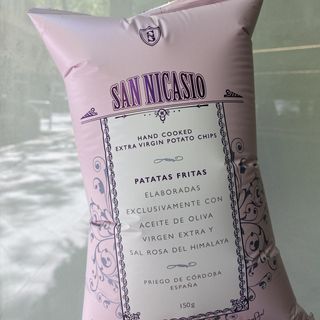 SAN NICASIO
HAND COOKED
EXTRA VIRGIN POTATO CHIPS
PATATAS FRITAS
ELABORADAS
EXCLUSIVAMENTE CON
ACEITE DE OLIVA
VIRGEN EXTRA Y
SAL ROSA DEL HIMALAYA
PRIEGO DE CÓRDOBA
ESPAÑA
150g